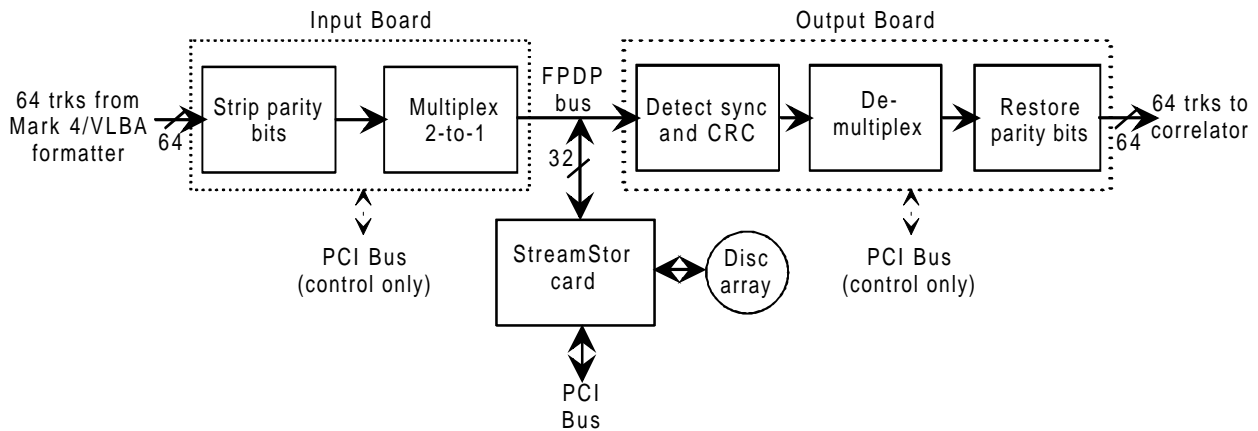 Input Board
Output Board
64 trks from
Mark 4/VLBA
formatter
64
Strip parity
bits
Multiplex
2-to-1
FPDP
bus
32
Detect sync
and CRC
De-
multiplex
Restore
parity bits
64
64 trks to
correlator
PCI Bus
(control only)
StreamStor
card
Disc
array
PCI Bus
(control only)
PCI
Bus